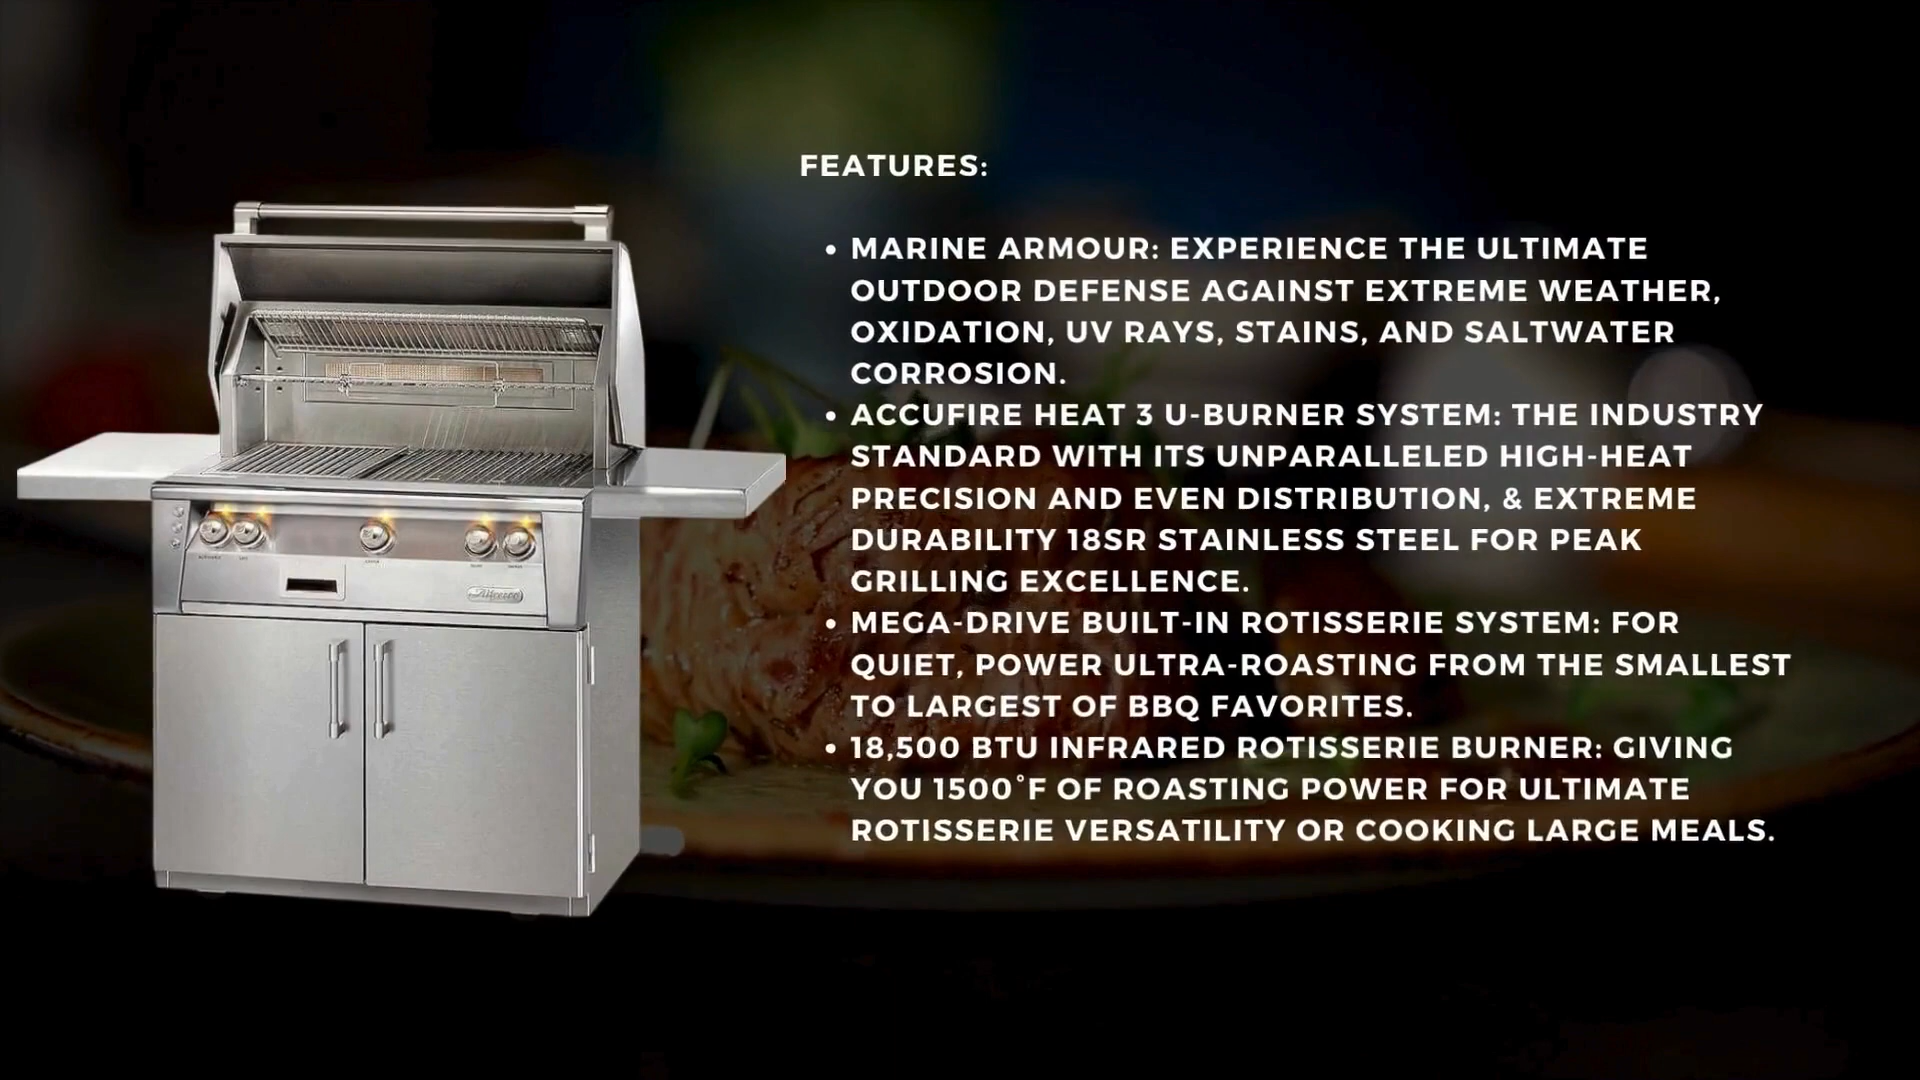 FEATURES:
• MARINE ARMOUR: EXPERIENCE THE ULTIMATE
OUTDOOR DEFENSE AGAINST EXTREME WEATHER,
OXIDATION, UV RAYS, STAINS, AND SALTWATER
CORROSION.
• ACCUFIRE HEAT 3 U-BURNER SYSTEM: THE INDUSTRY
STANDARD WITH ITS UNPARALLELED HIGH-HEAT
PRECISION AND EVEN DISTRIBUTION, & EXTREME
DURABILITY 18SR STAINLESS STEEL FOR PEAK
GRILLING EXCELLENCE.
• MEGA-DRIVE BUILT-IN ROTISSERIE SYSTEM: FOR
QUIET, POWER ULTRA-ROASTING FROM THE SMALLEST
TO LARGEST OF BBQ FAVORITES.
• 18,500 BTU INFRARED ROTISSERIE BURNER: GIVING
YOU 1500°F OF ROASTING POWER FOR ULTIMATE
ROTISSERIE VERSATILITY OR COOKING LARGE MEALS.
Alfresco